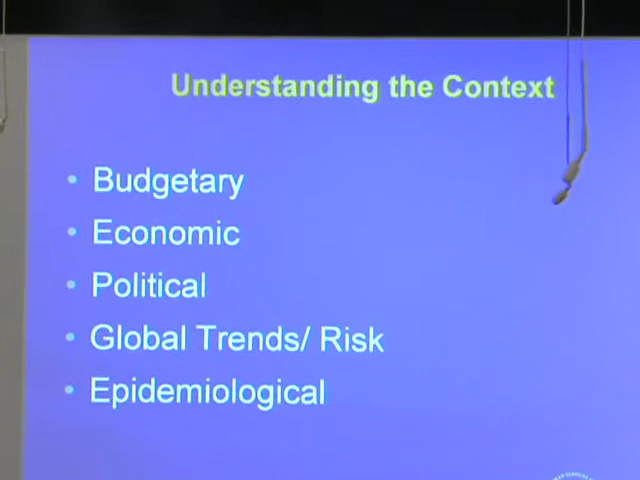 Understanding the Context
• Budgetary
• Economic
• Political
• Global Trends/ Risk
• Epidemiological